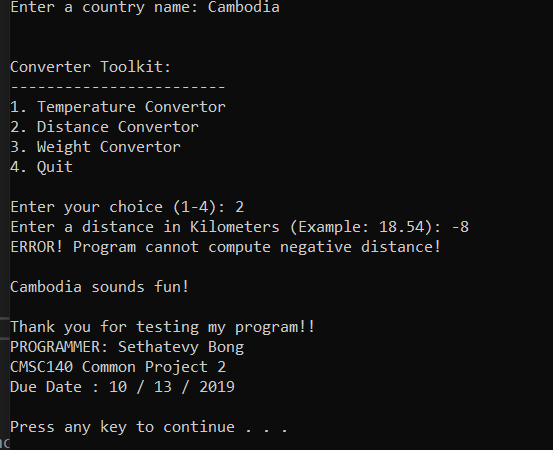 Enter a country name: Cambodia
Converter Toolkit:
------------------------
1. Temperature Convertor
2. Distance Convertor
3. Weight Convertor
4. Quit
Enter your choice (1-4): 2
Enter a distance in Kilometers (Example: 18.54): -8
ERROR! Program cannot compute negative distance!
Cambodia sounds fun!
Thank you for testing my program!!
PROGRAMMER: Sethatevy Bong
CMSC140 Common Project 2
Due Date : 10 / 13 / 2019
Press any key to continue . . .